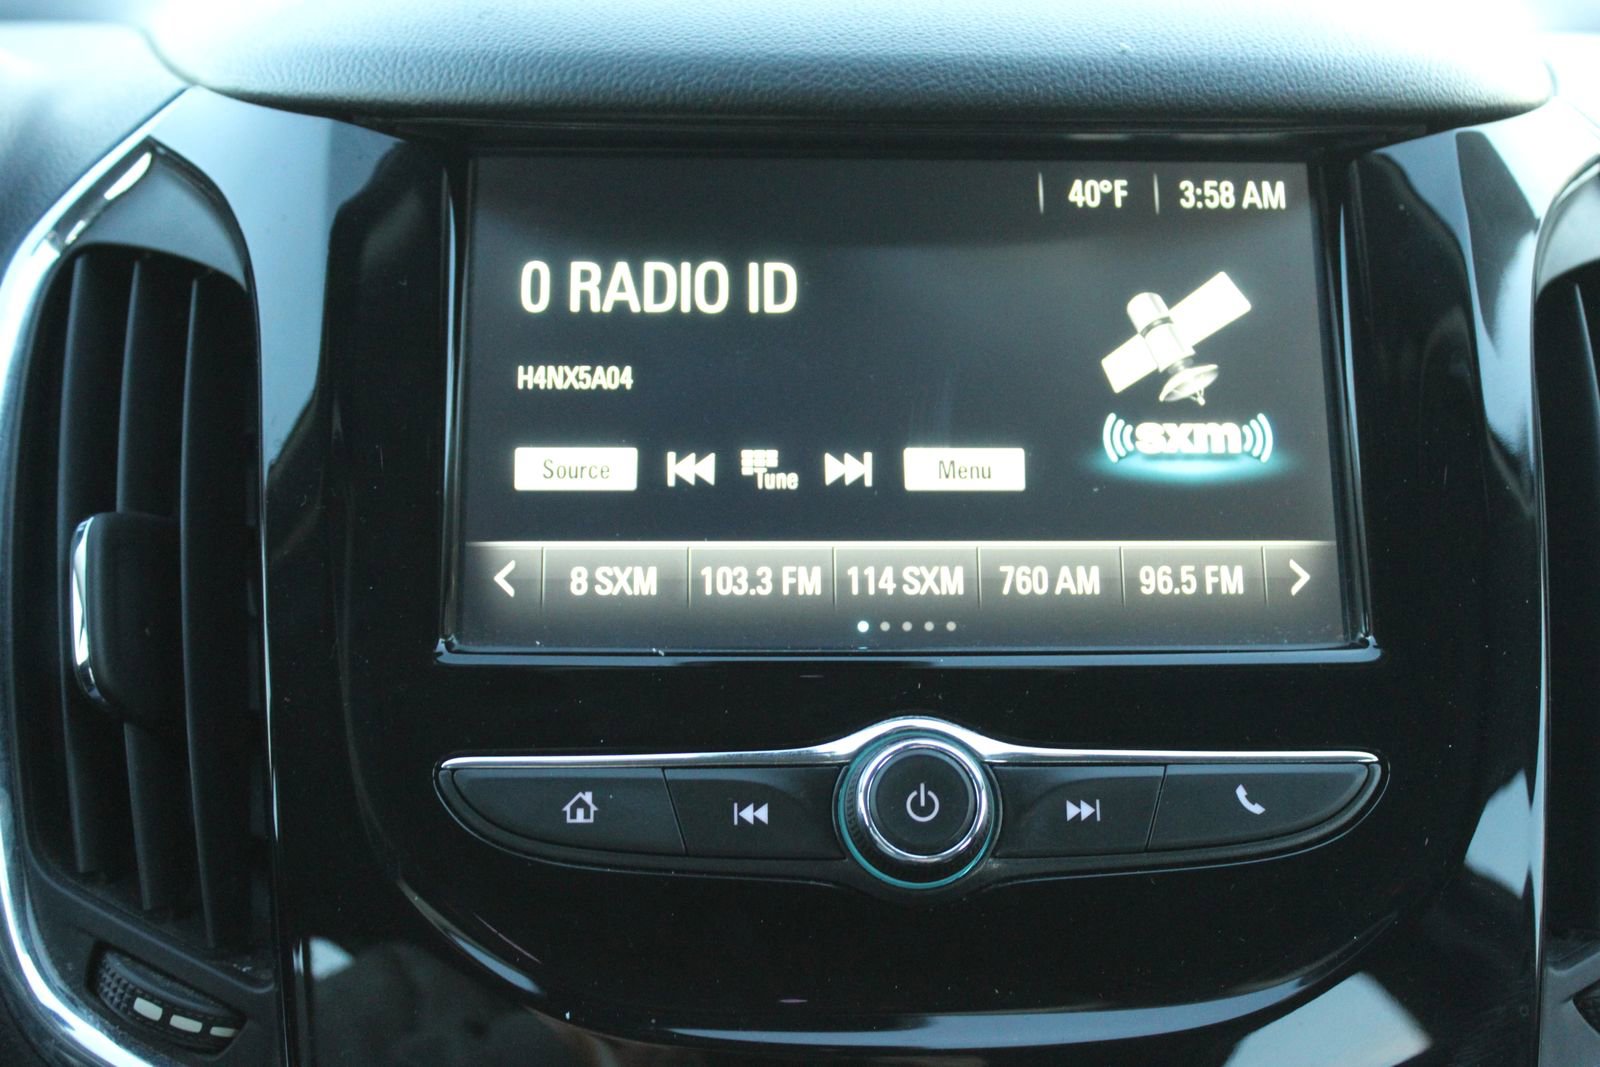 40°F 3:58 AM
0 RADIO ID
H4NX5A04
Source Tune Menu
sxm
8 SXM 103.3 FM 114 SXM 760 AM 96.5 FM